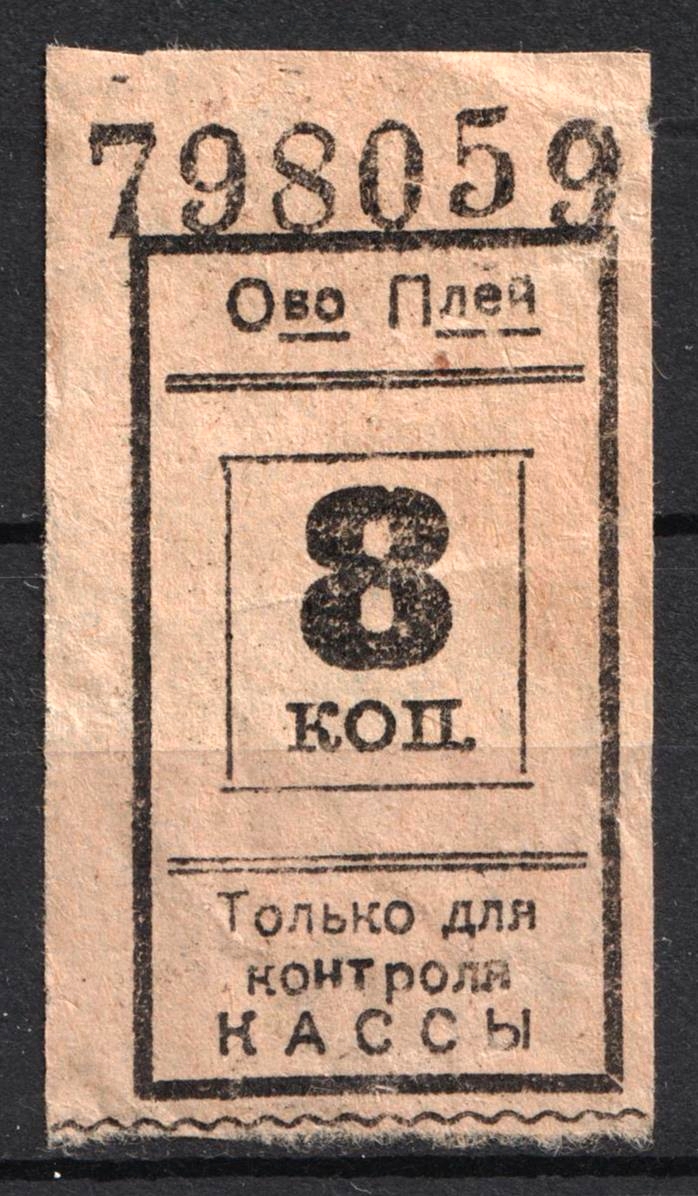 798059
Ово Плей
8
коп.
Только для
контроля
КАССЫ